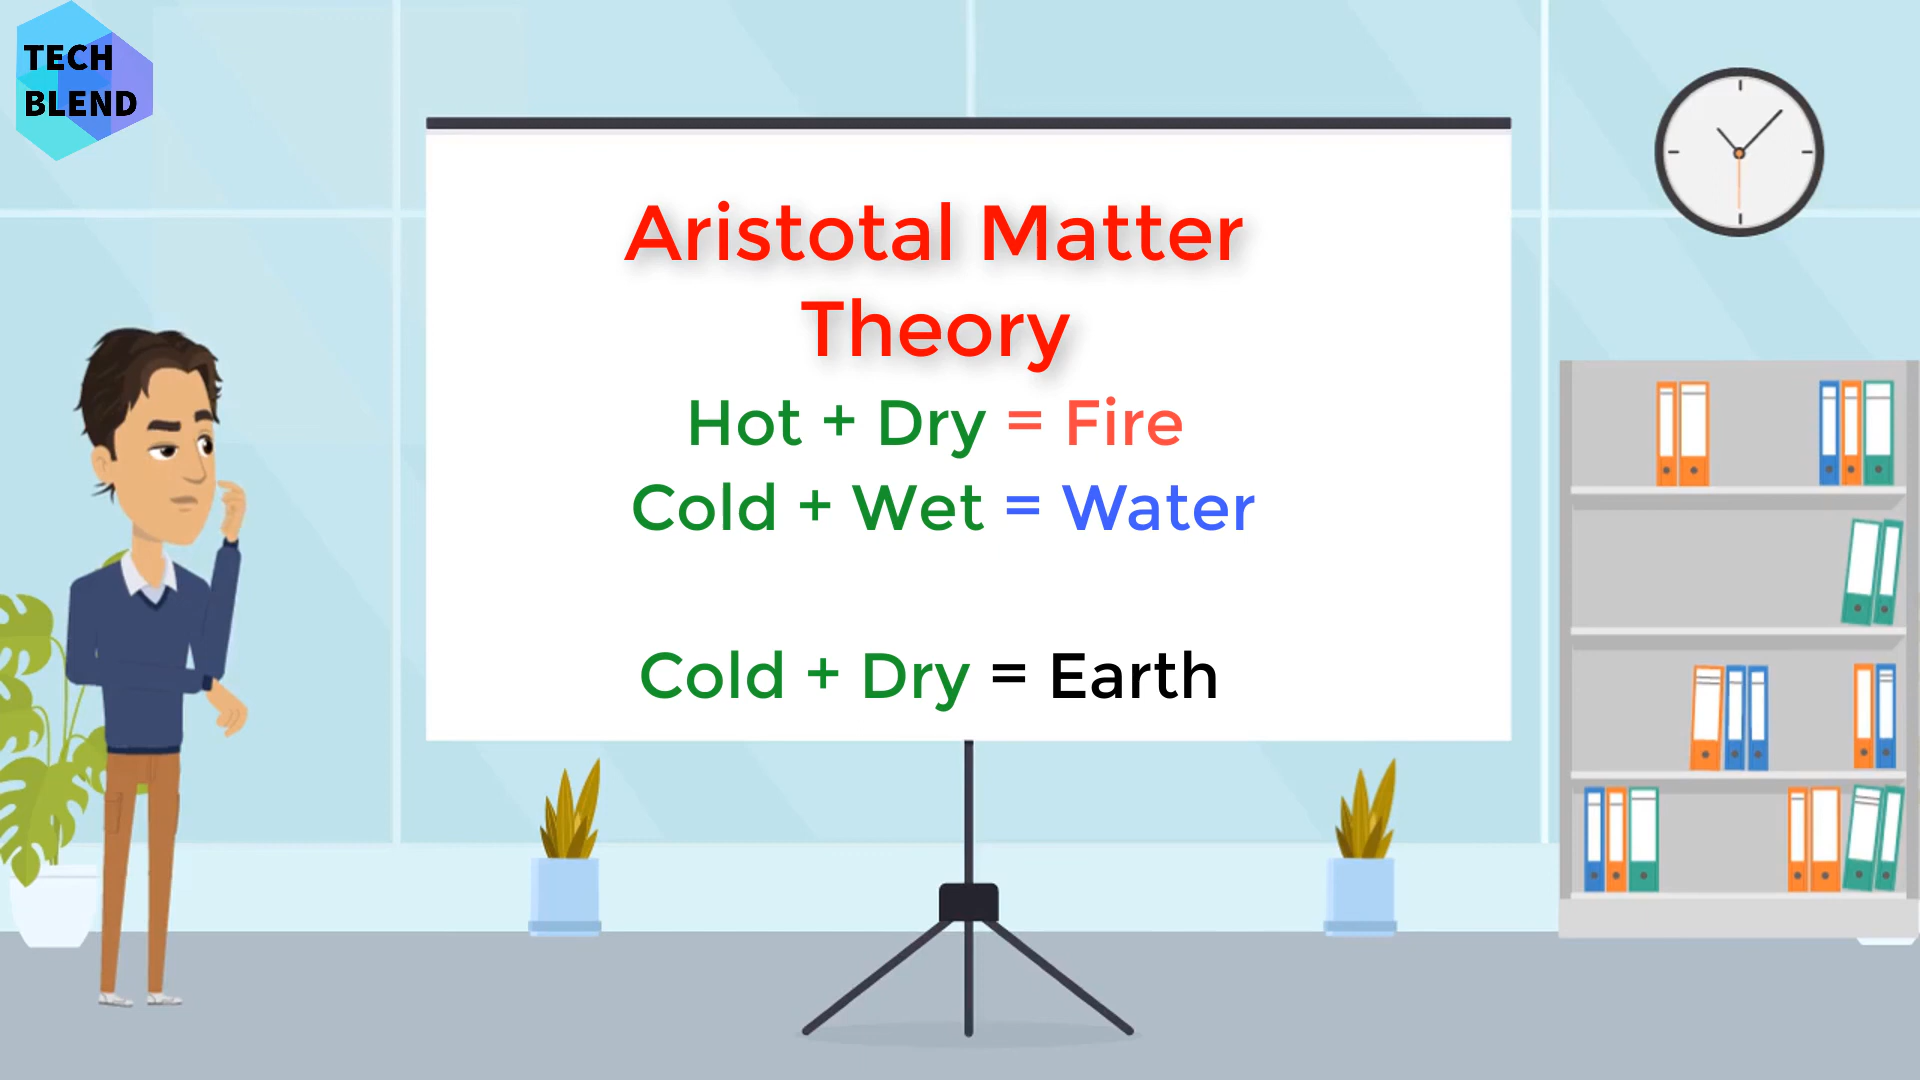 TECH
BLEND
Aristotal Matter
Theory
Hot + Dry = Fire
Cold + Wet = Water
Cold + Dry = Earth